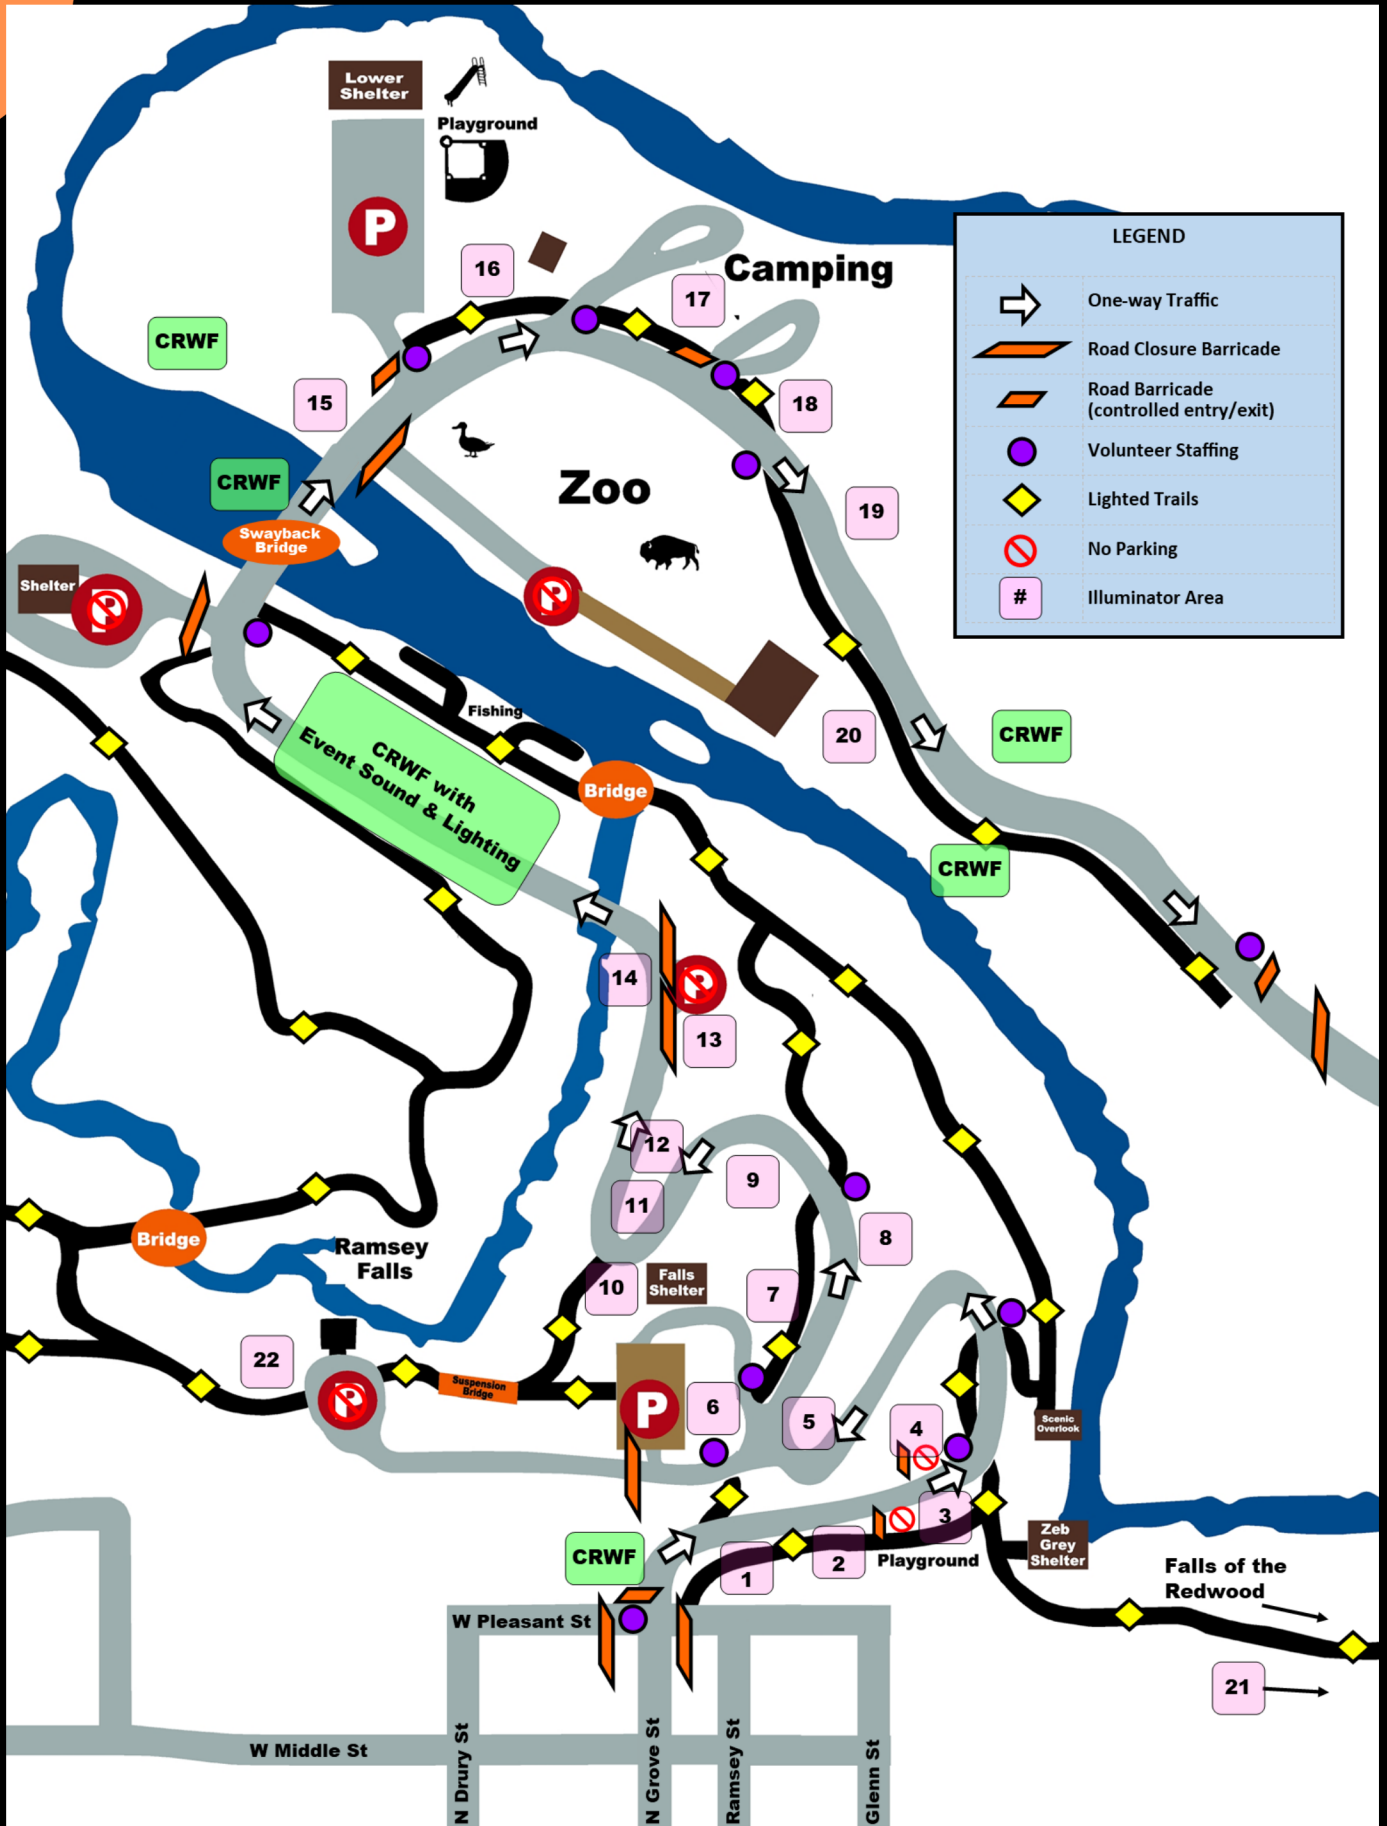 Lower
Shelter
Playground
P
16
Camping
17
CRWF
15
18
LEGEND
One-way Traffic
Road Closure Barricade
Road Barricade
(controlled entry/exit)
Volunteer Staffing
Lighted Trails
No Parking
# Illuminator Area
CRWF
Zoo
19
Swayback
Bridge
Shelter
P
P
Fishing
20
CRWF
CRWF with
Event Sound & Lighting
Bridge
CRWF
14
P
13
12
9
11
8
Bridge
Ramsey
Falls
10
Falls
Shelter
7
22
Suspension
Bridge
P
P
6
5
4
Scenic
Overlook
3
CRWF
1
2
Playground
Zeb
Grey
Shelter
Falls of the
Redwood
W Pleasant St
21
W Middle St
N Drury St
N Grove St
Ramsey St
Glenn St